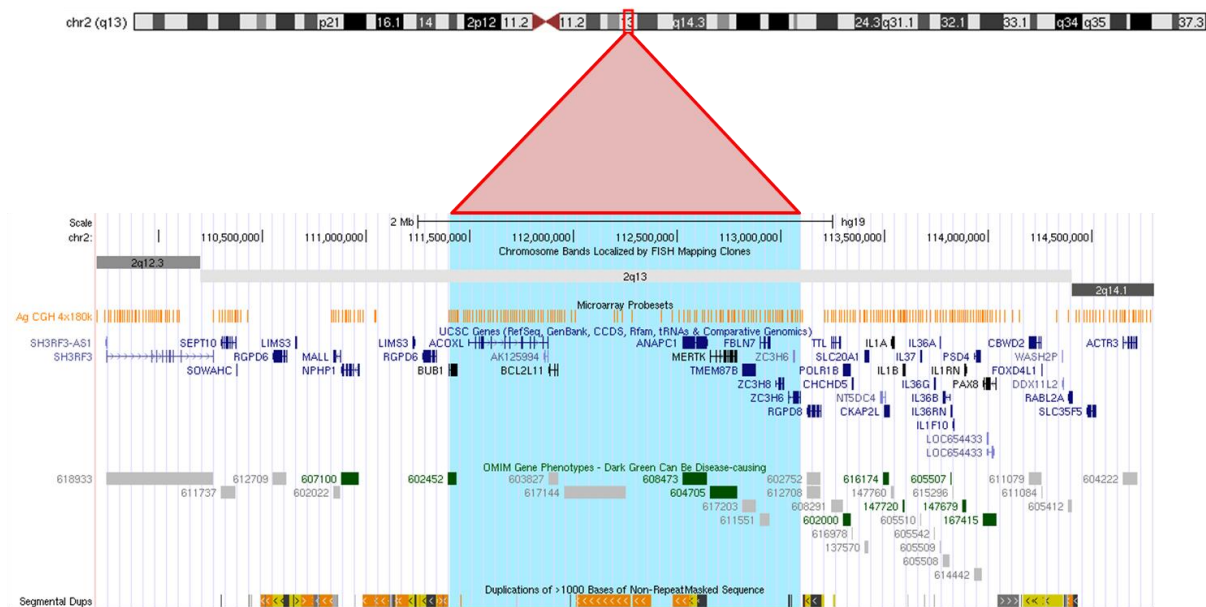 chr2 (q13) p21 16.1 14 2p12 11.2 11.2 13 q14.3 24.3 q31.1 32.1 33.1 q34 q35 37.3
Scale 2 Mb hg19
chr2: 110,500,000 111,000,000 111,500,000 112,000,000 112,500,000 113,000,000 113,500,000 114,000,000 114,500,000
Chromosome Bands Localized by FISH Mapping Clones
2q12.3
2q13
2q14.1
Microarray Probesets
Ag CGH 4x180k
UCSC Genes (RefSeq, GenBank, CCDS, Rfam, tRNAs & Comparative Genomics)
SH3RF3-AS1 SEPT10 LIMS3 LIMS3 ACOXL ANAPC1 FBLN7 TTL IL1A IL36A CBWD2 ACTR3
SH3RF3 RGPD6 MALL RGPD6 AK125994 MERTK ZC3H6 SLC20A1 IL37 PSD4 WASH2P
SOWAHC NPHP1 BUB1 BCL2L11 TMEM87B POLR1B IL1B IL1RN FOXD4L1
ZC3H8 CHCHD5 IL36G PAX8 DDX11L2
ZC3H6 NT5DC4 IL36B RABL2A
RGPD8 CKAP2L IL36RN SLC35F5
IL1F10
LOC654433
LOC654433
OMIM Gene Phenotypes - Dark Green Can Be Disease-causing
618933 612709 607100 602452 603827 608473 602752 616174 605507 611079 604222
611737 602022 617144 604705 612708 147760 615296 611084
617203 608291 147720 147679 605412
611551 602000 605510 167415
616978 605542
137570 605509
605508
614442
Duplications of >1000 Bases of Non-RepeatMasked Sequence
Segmental Dups